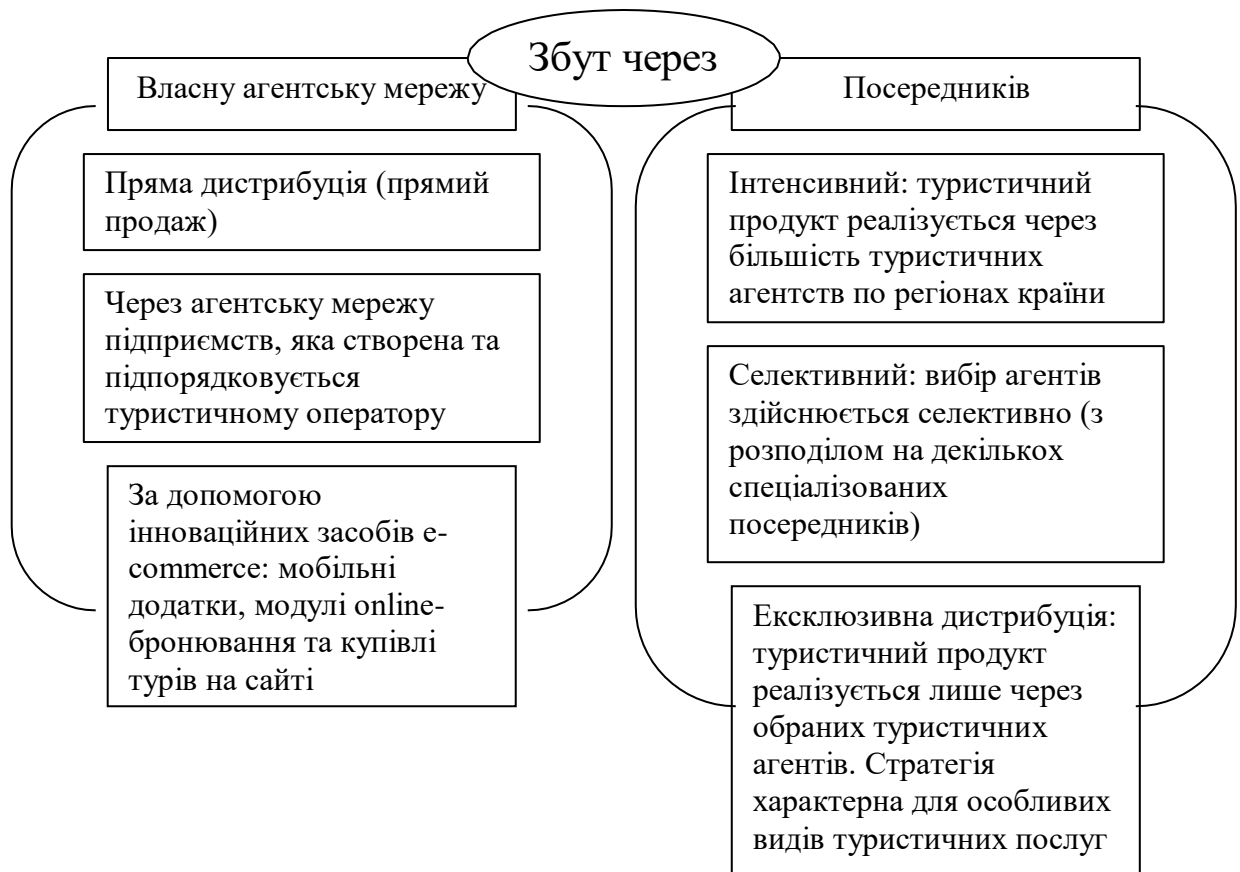 Збут через
Власну агентську мережу
Пряма дистрибуція (прямий
продаж)
Через агентську мережу
підприємств, яка створена та
підпорядковується
туристичному оператору
За допомогою
інноваційних засобів e-
commerce: мобільні
додатки, модулі online-
бронювання та купівлі
турів на сайті
Посередників
Інтенсивний: туристичний
продукт реалізується через
більшість туристичних
агентств по регіонах країни
Селективний: вибір агентів
здійснюється селективно (з
розподілом на декількох
спеціалізованих
посередників)
Ексклюзивна дистрибуція:
туристичний продукт
реалізується лише через
обраних туристичних
агентів. Стратегія
характерна для особливих
видів туристичних послуг